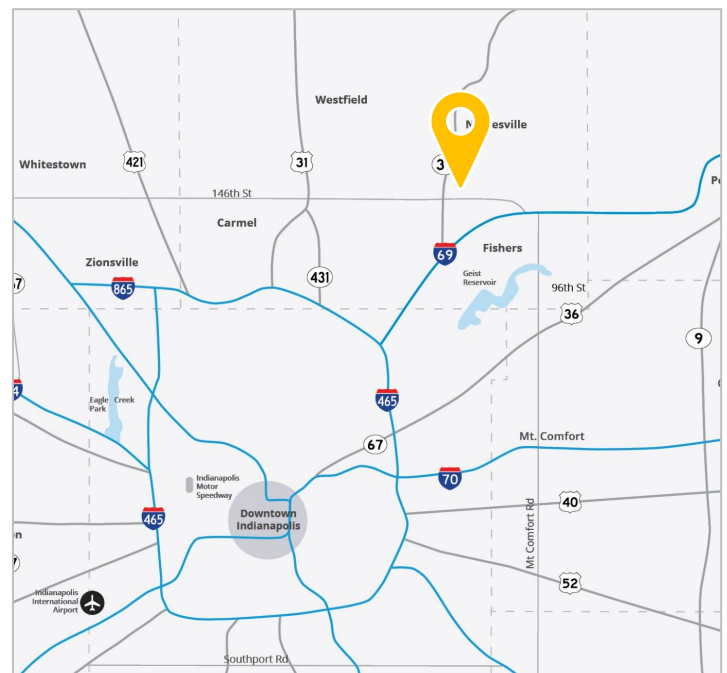 Westfield
esville
Whitestown
421
31
3
146th St
Carmel
Fishers
69
Zionsville
865
431
Geist
Reservoir
96th St
36
9
465
Eagle Creek
Park
67
Mt. Comfort
70
Indianapolis
Motor
Speedway
Downtown
Indianapolis
465
40
Mt Comfort Rd
52
Indianapolis
International
Airport
Southport Rd